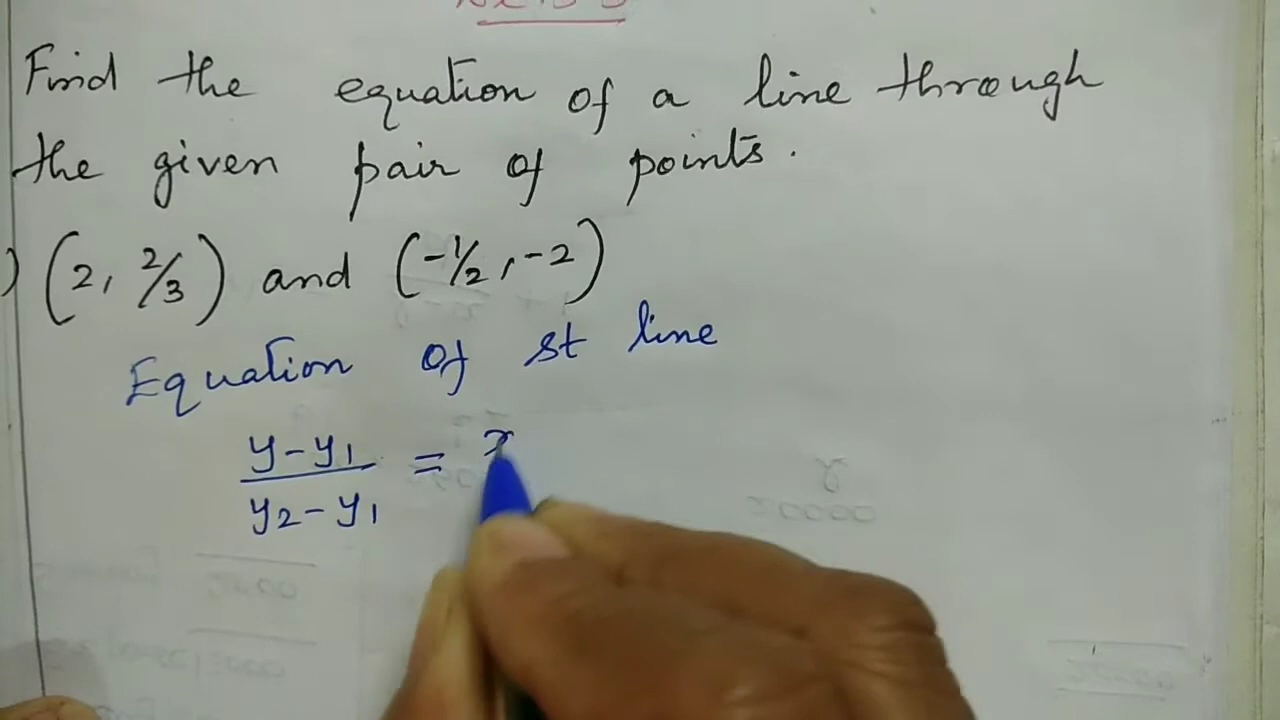 Find the equation of a line through
the given pair of points.
) (2, 2/3) and (-1/2, -2)
Equation of st line
y-y1 / y2-y1 = x